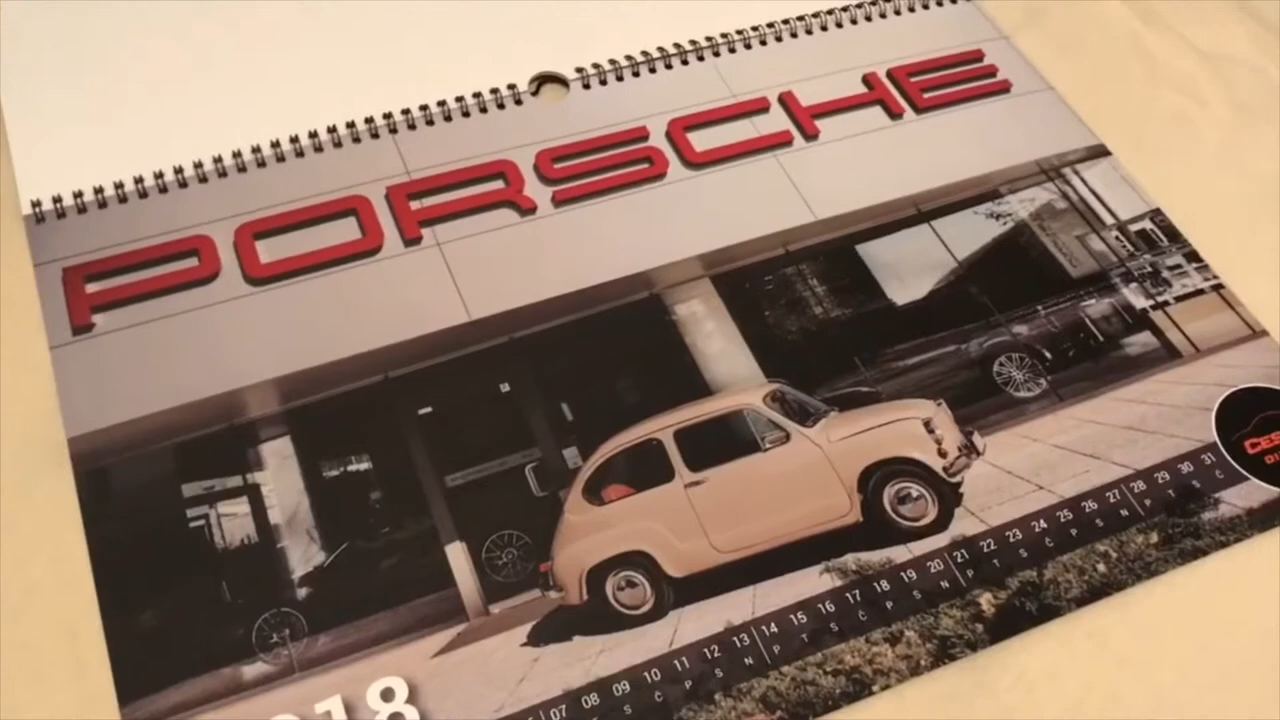 PORSCHE
07 08 09 10 11 12 13 14 15 16 17 18 19 20 21 22 23 24 25 26 27 28 29 30 31
T S Č P S N P T S Č P S N P T S Č P S N P T S Č
018